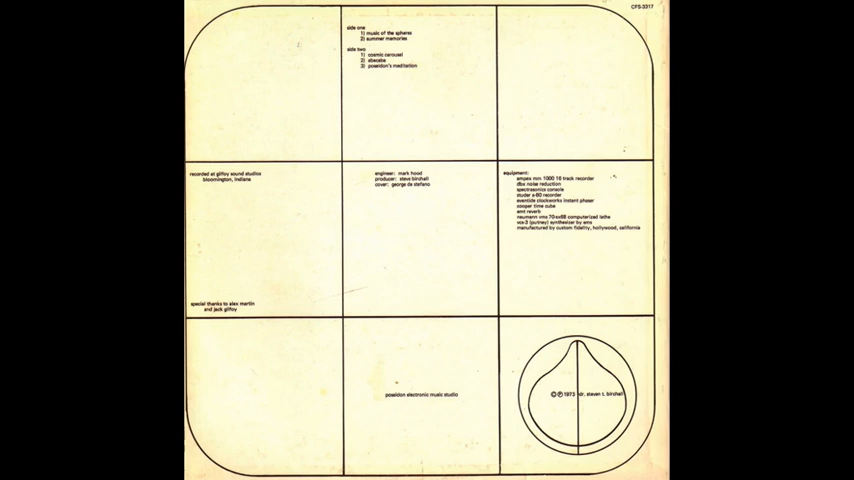 CFS-3317
side one
1) music of the spheres
2) summer memories
side two
1) cosmic carousel
2) abacaba
3) poseidon's meditation
recorded at gilfoy sound studios
bloomington, indiana
engineer: mark hood
producer: steve birchall
cover: george de stefano
equipment:
ampex mm 1000 16 track recorder
dbx noise reduction
spectrasonics console
studer a-80 recorder
eventide clockworks instant phaser
cooper time cube
emt reverb
neumann vms 70-sx68 computerized lathe
vcs-3 (putney) synthesizer by ems
manufactured by custom fidelity, hollywood, california
special thanks to alex martin
and jack gilfoy
poseidon electronic music studio
©℗1973 dr. steven t. birchall